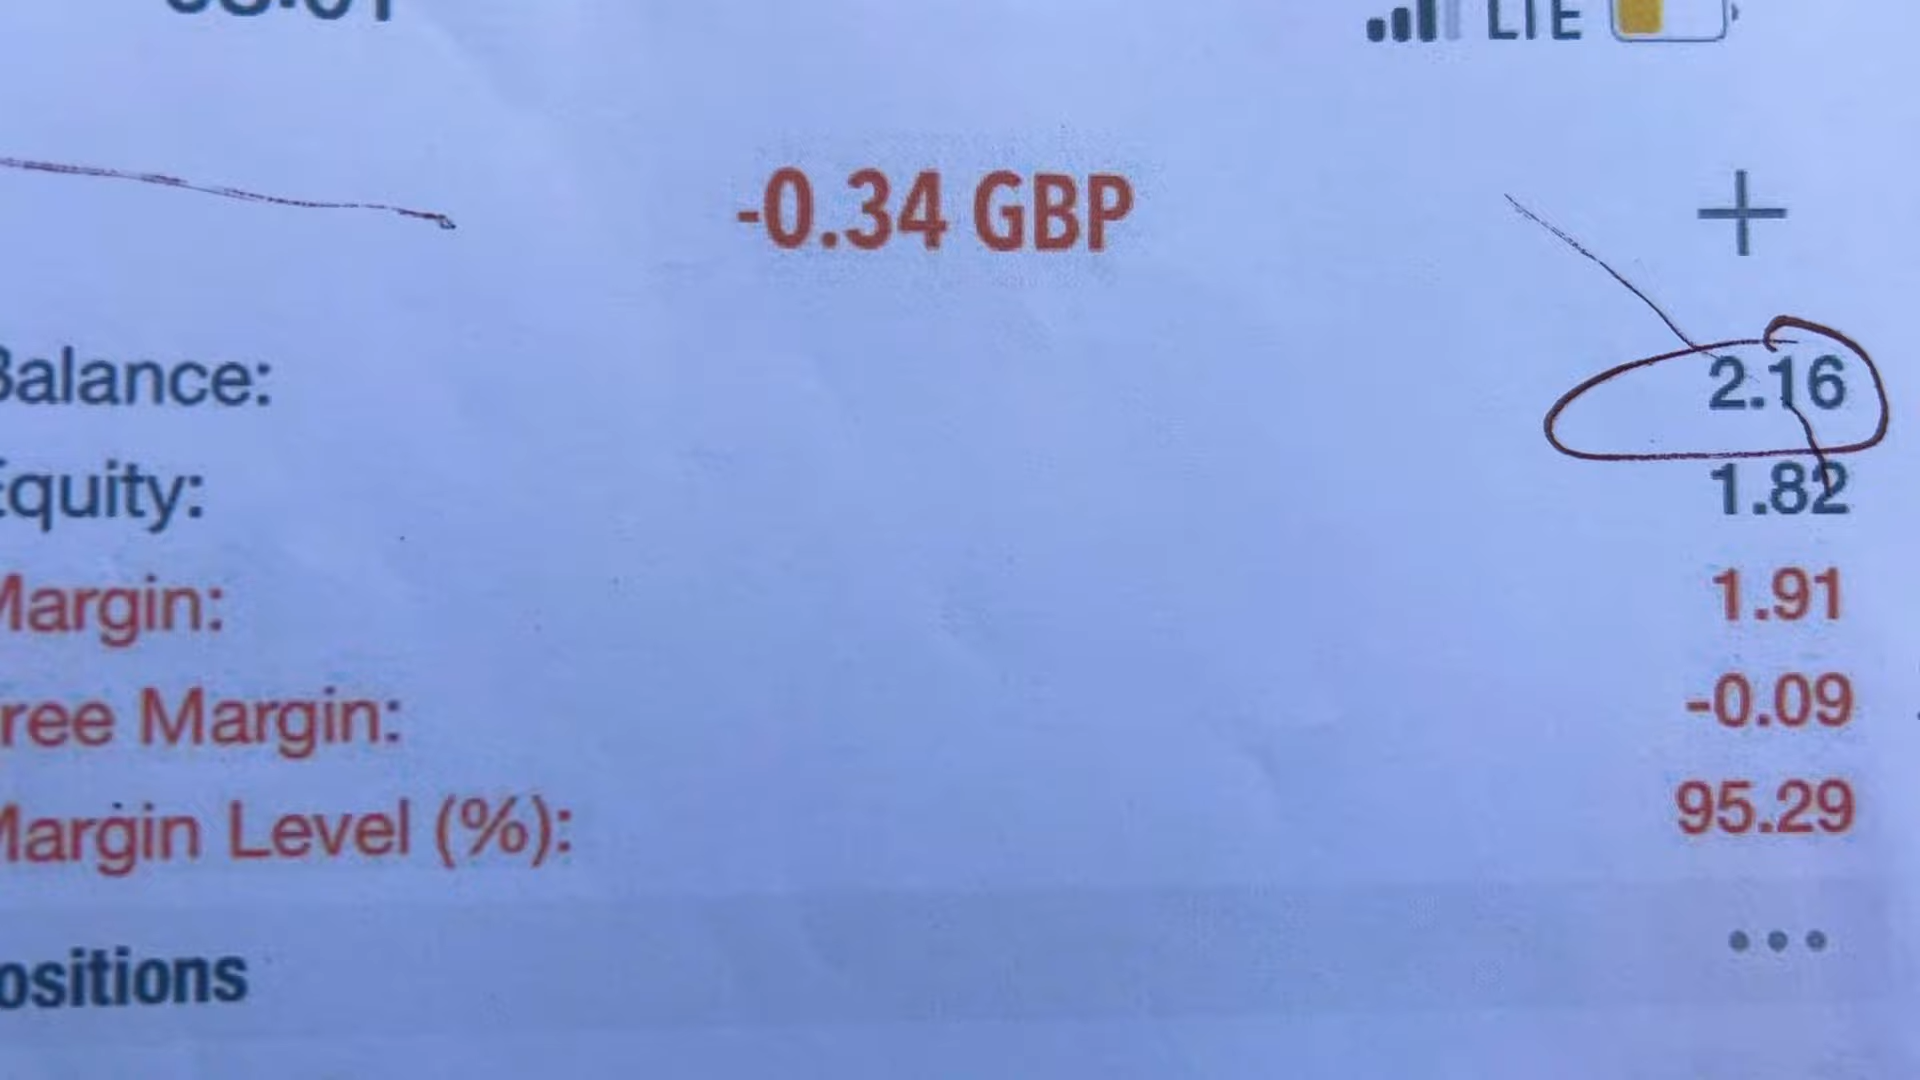 LTE
-0.34 GBP
Balance: 2.16
Equity: 1.82
Margin: 1.91
Free Margin: -0.09
Margin Level (%): 95.29
ositions